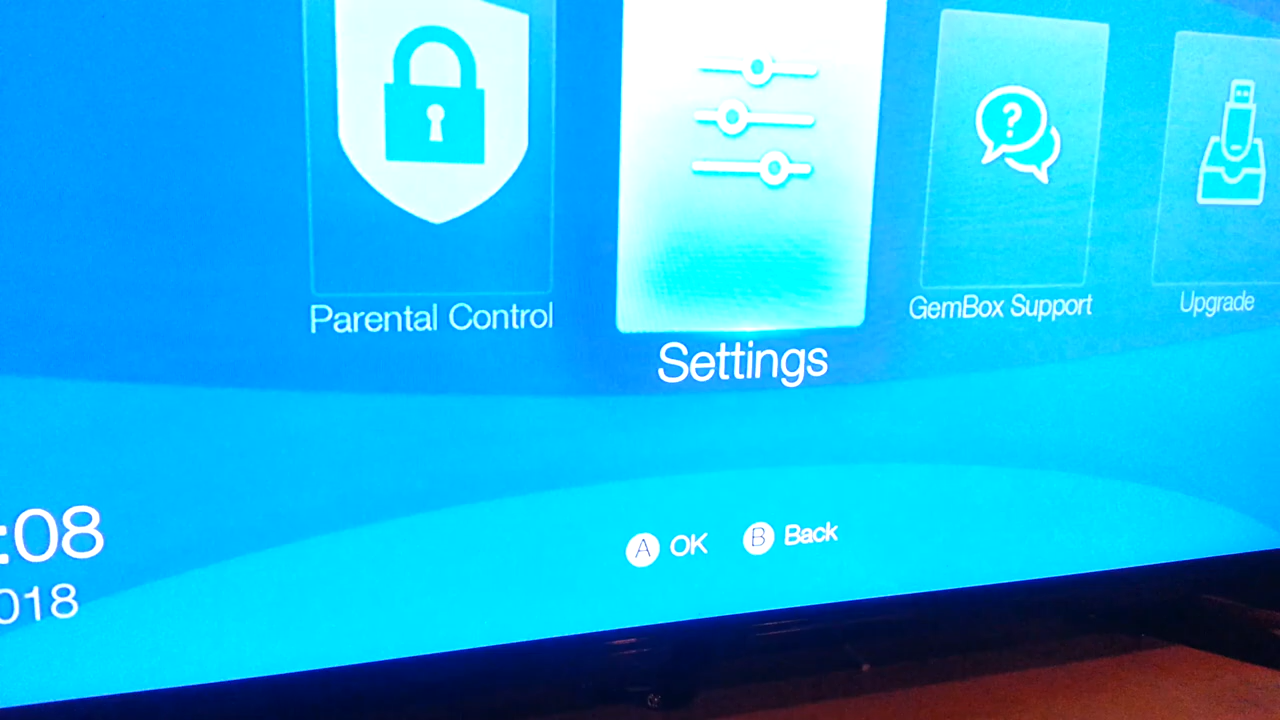 Parental Control
Settings
GemBox Support
Upgrade
:08
018
A OK B Back